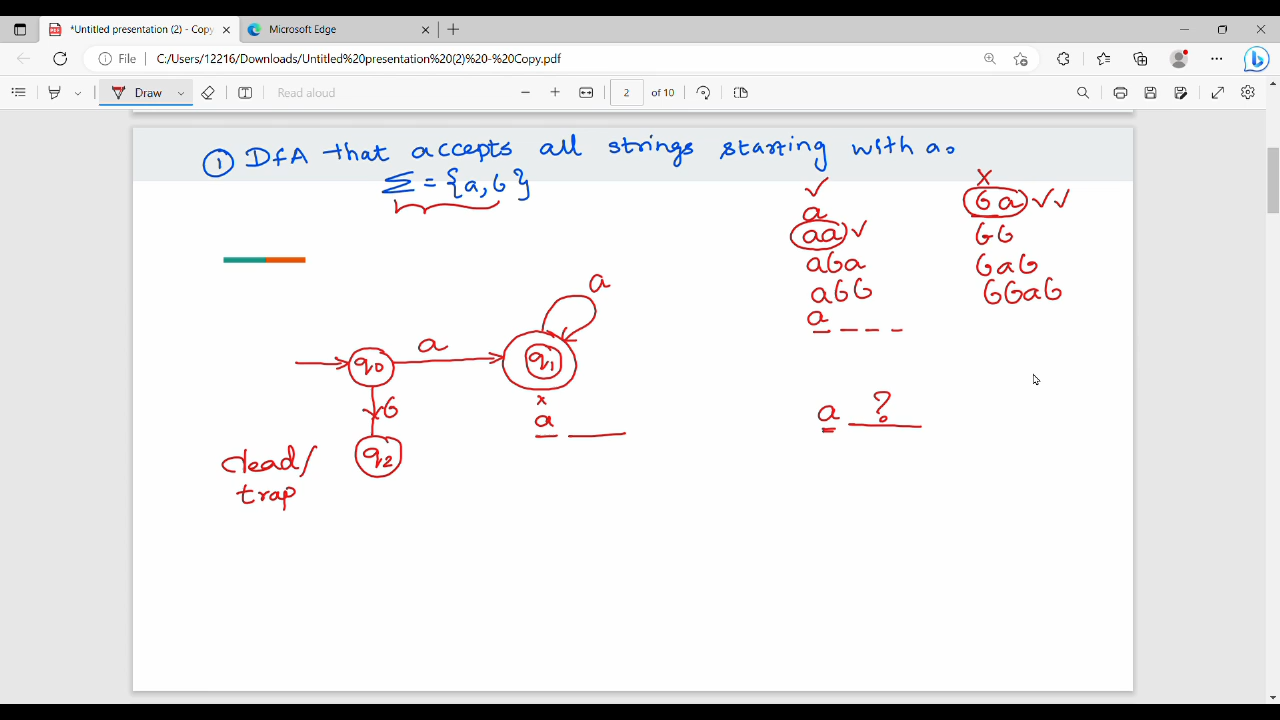 *Untitled presentation (2) - Copy
Microsoft Edge
File
C:/Users/12216/Downloads/Untitled%20presentation%20(2)%20-%20Copy.pdf
Draw
Read aloud
2
of 10
① DfA that accepts all strings starting with a.
Σ = {a, b}
✓
a
aa ✓
aba
abb
a _ _ _
x
ba ✓✓
bb
bab
bbab
a
a
q0
q1
b
x
a
q2
dead/
trap
a ?